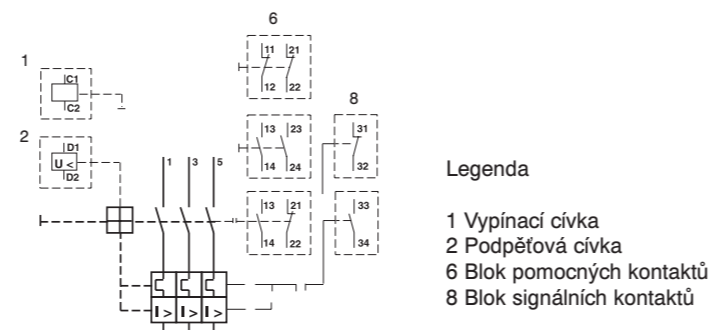 6
11 21
12 22
1
C1
C2
8
31
32
13 23
14 24
2
D1
U <
D2
1 3 5
13 21
14 22
33
34
I > I > I >
Legenda
1 Vypínací cívka
2 Podpěťová cívka
6 Blok pomocných kontaktů
8 Blok signálních kontaktů